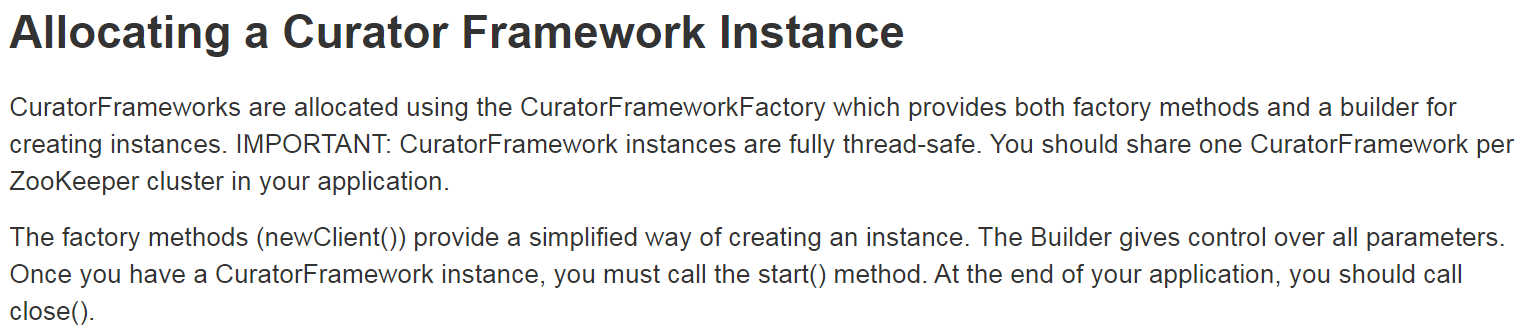 Allocating a Curator Framework Instance
CuratorFrameworks are allocated using the CuratorFrameworkFactory which provides both factory methods and a builder for
creating instances. IMPORTANT: CuratorFramework instances are fully thread-safe. You should share one CuratorFramework per
ZooKeeper cluster in your application.
The factory methods (newClient()) provide a simplified way of creating an instance. The Builder gives control over all parameters.
Once you have a CuratorFramework instance, you must call the start() method. At the end of your application, you should call
close().